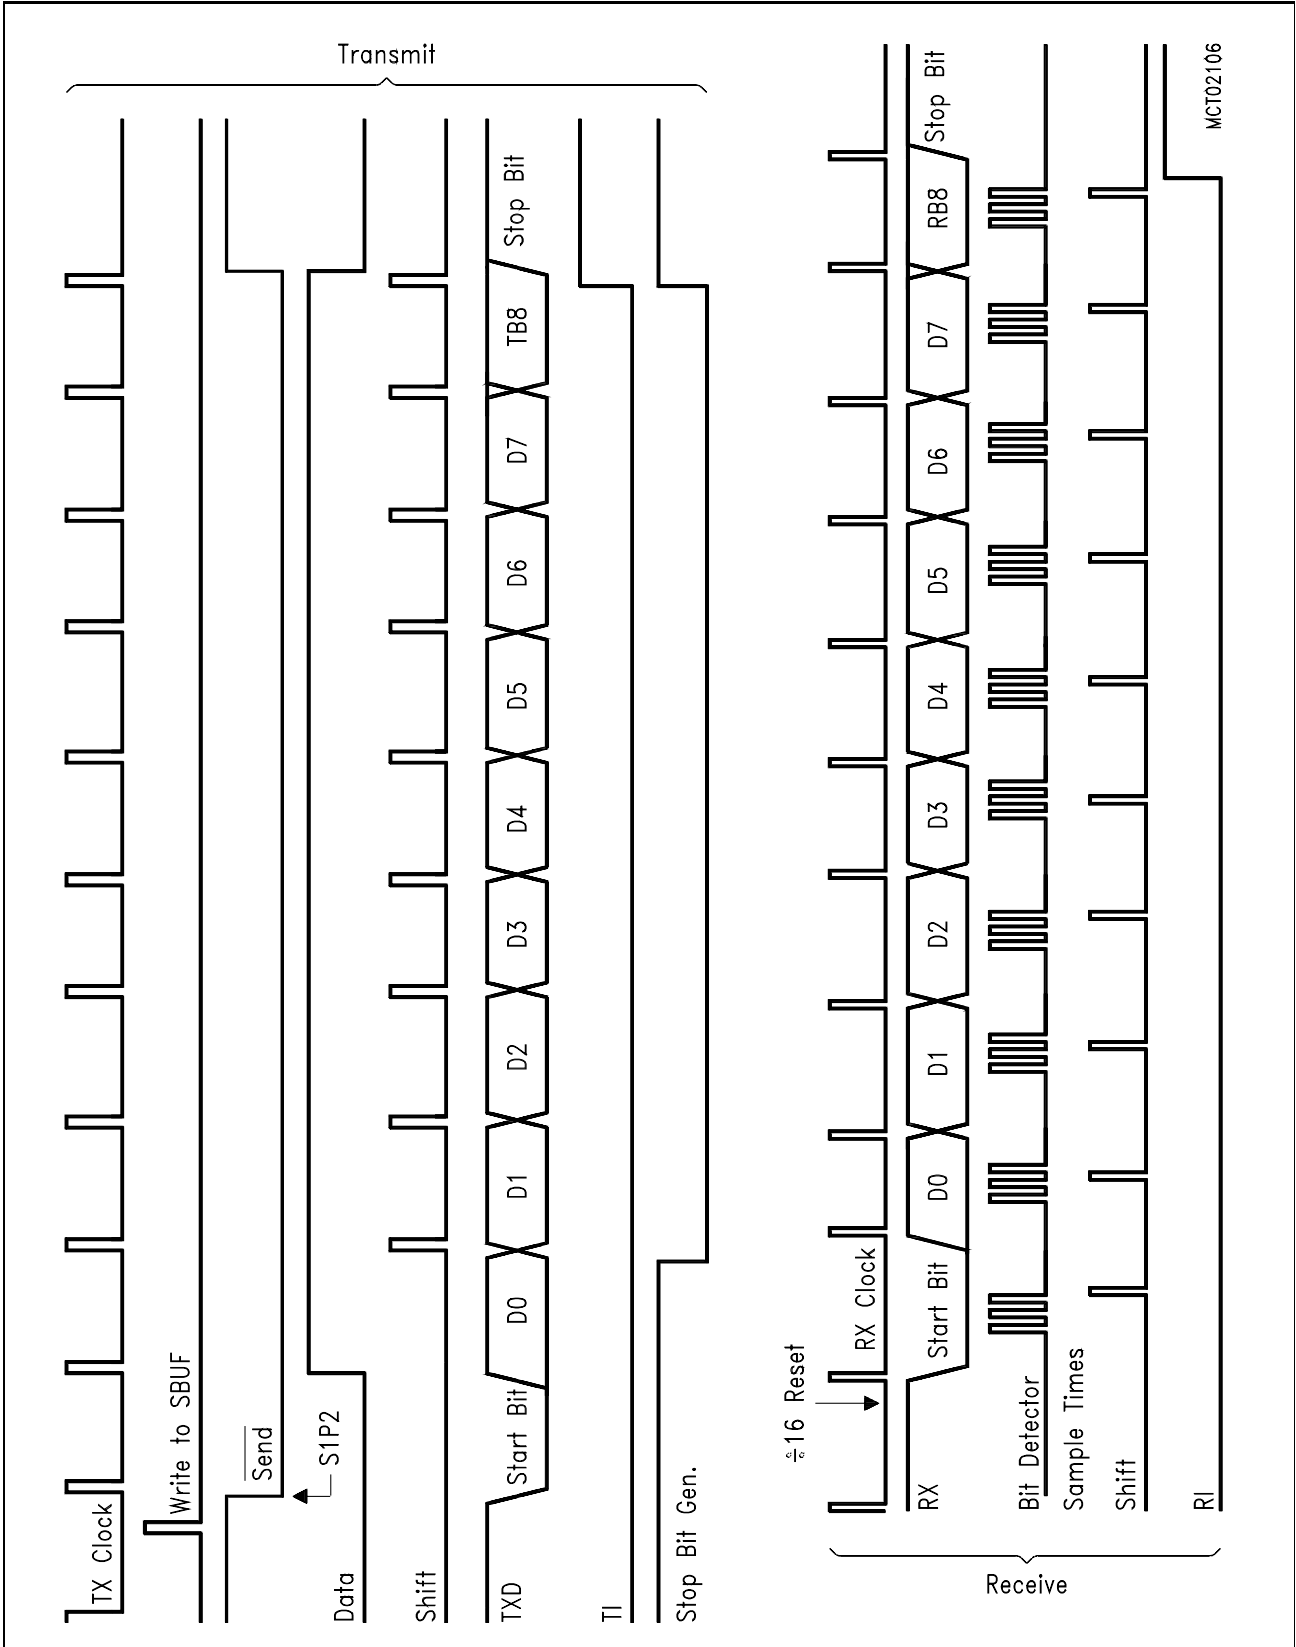 Transmit
TX Clock
Write to SBUF
Send
S1P2
Data
Shift
TXD
Start Bit
D0
D1
D2
D3
D4
D5
D6
D7
TB8
Stop Bit
TI
Stop Bit Gen.
÷16 Reset
RX Clock
RX
Start Bit
D0
D1
D2
D3
D4
D5
D6
D7
RB8
Stop Bit
Bit Detector
Sample Times
Shift
RI
Receive
MCT02106